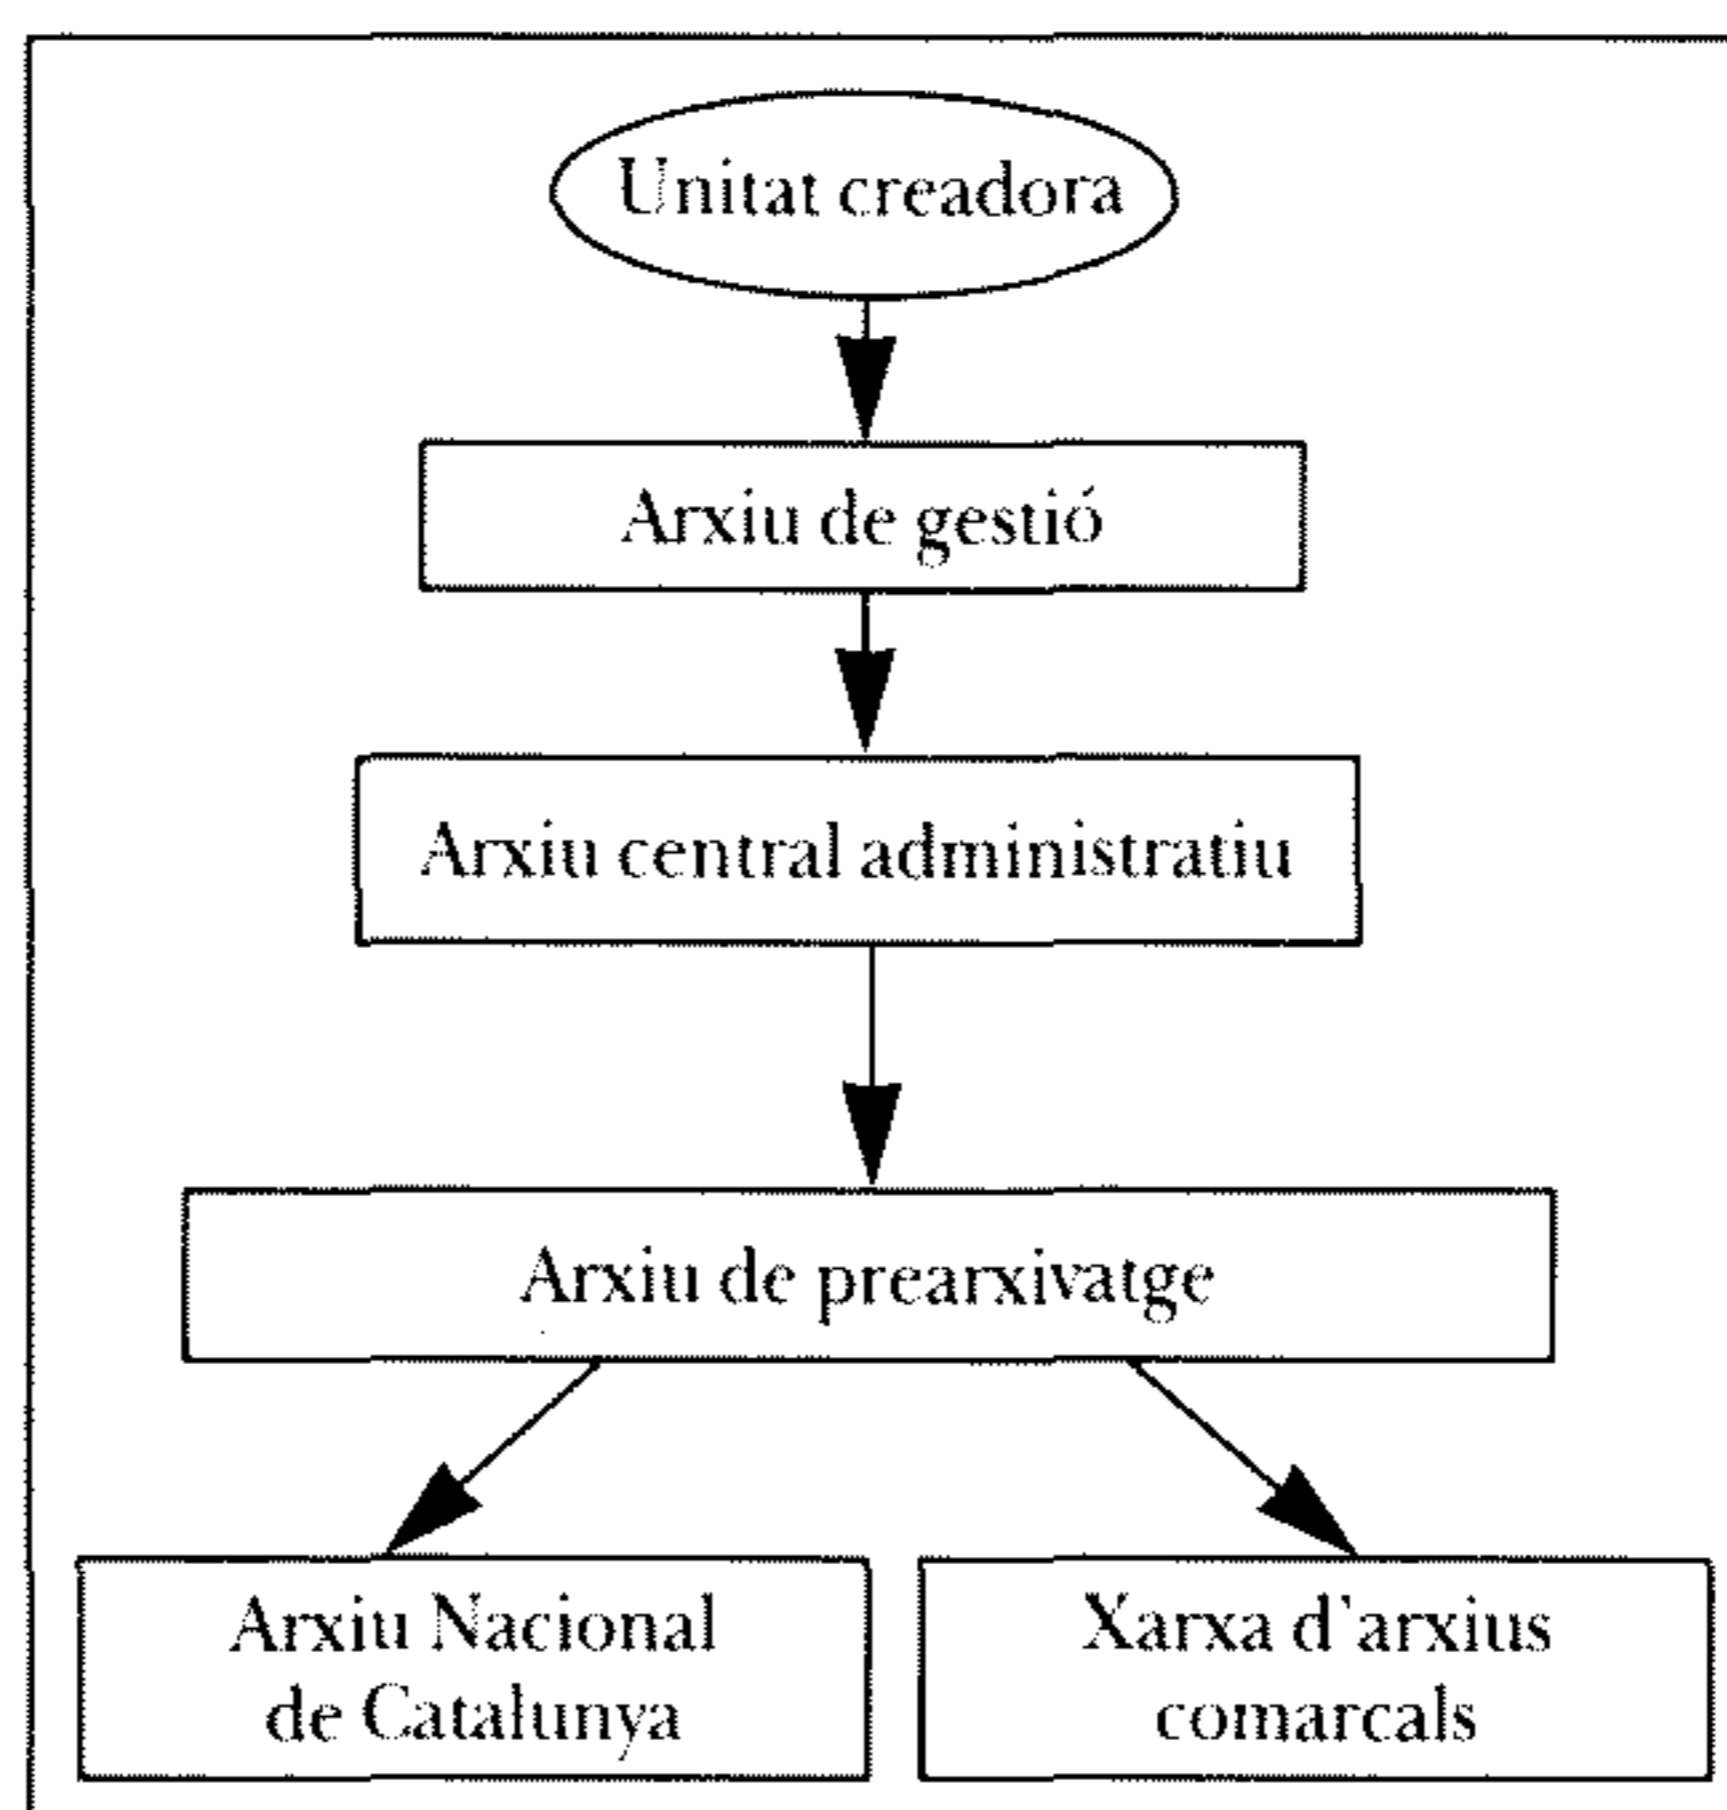 Unitat creadora
Arxiu de gestió
Arxiu central administratiu
Arxiu de prearxivatge
Arxiu Nacional
de Catalunya
Xarxa d'arxius
comarcals